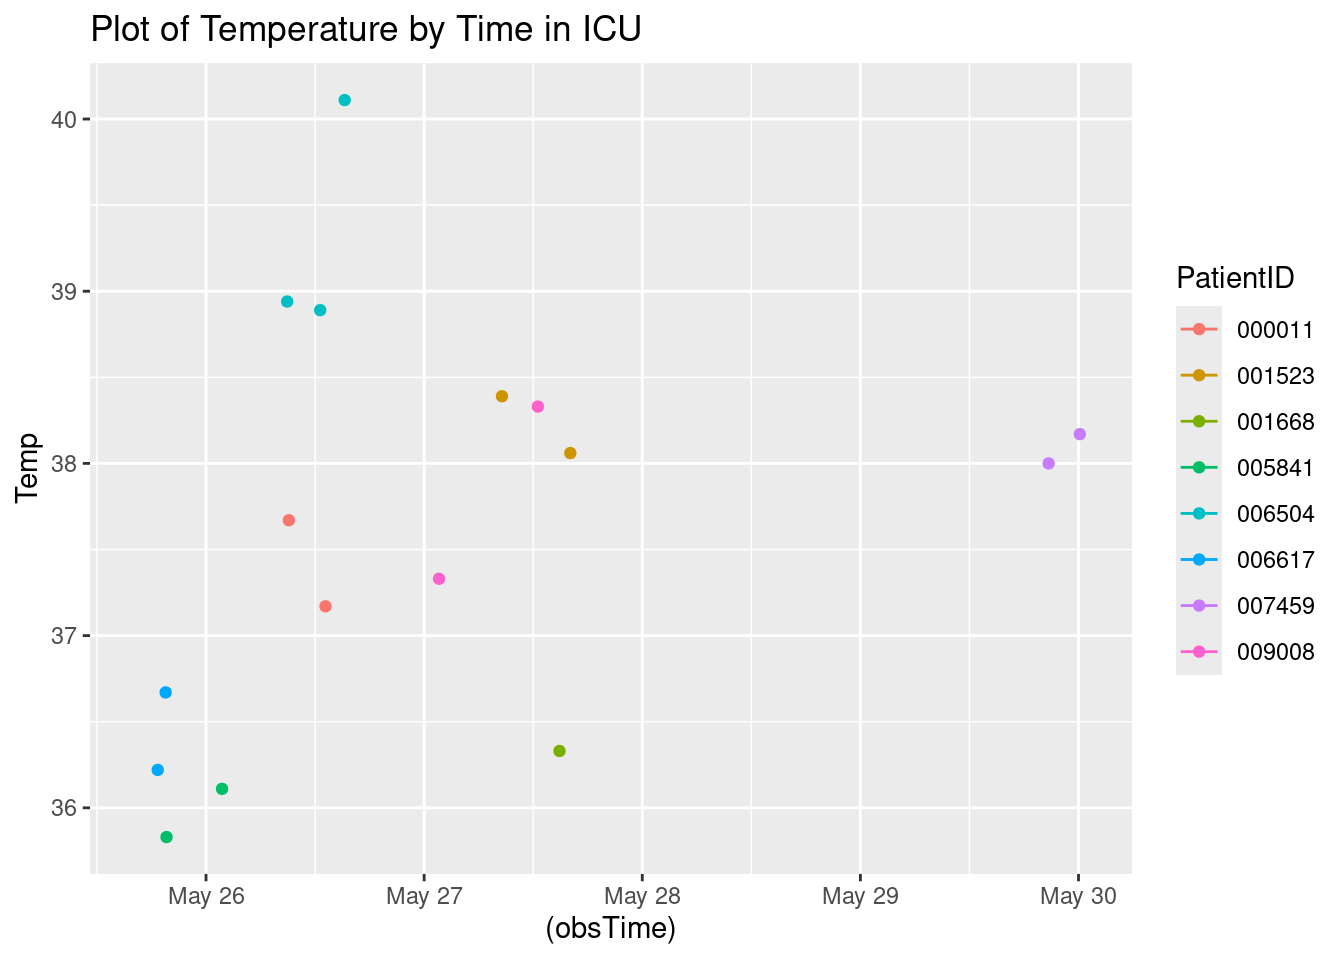 Plot of Temperature by Time in ICU
40
39
38
37
36
Temp
May 26 May 27 May 28 May 29 May 30
(obsTime)
PatientID
000011
001523
001668
005841
006504
006617
007459
009008